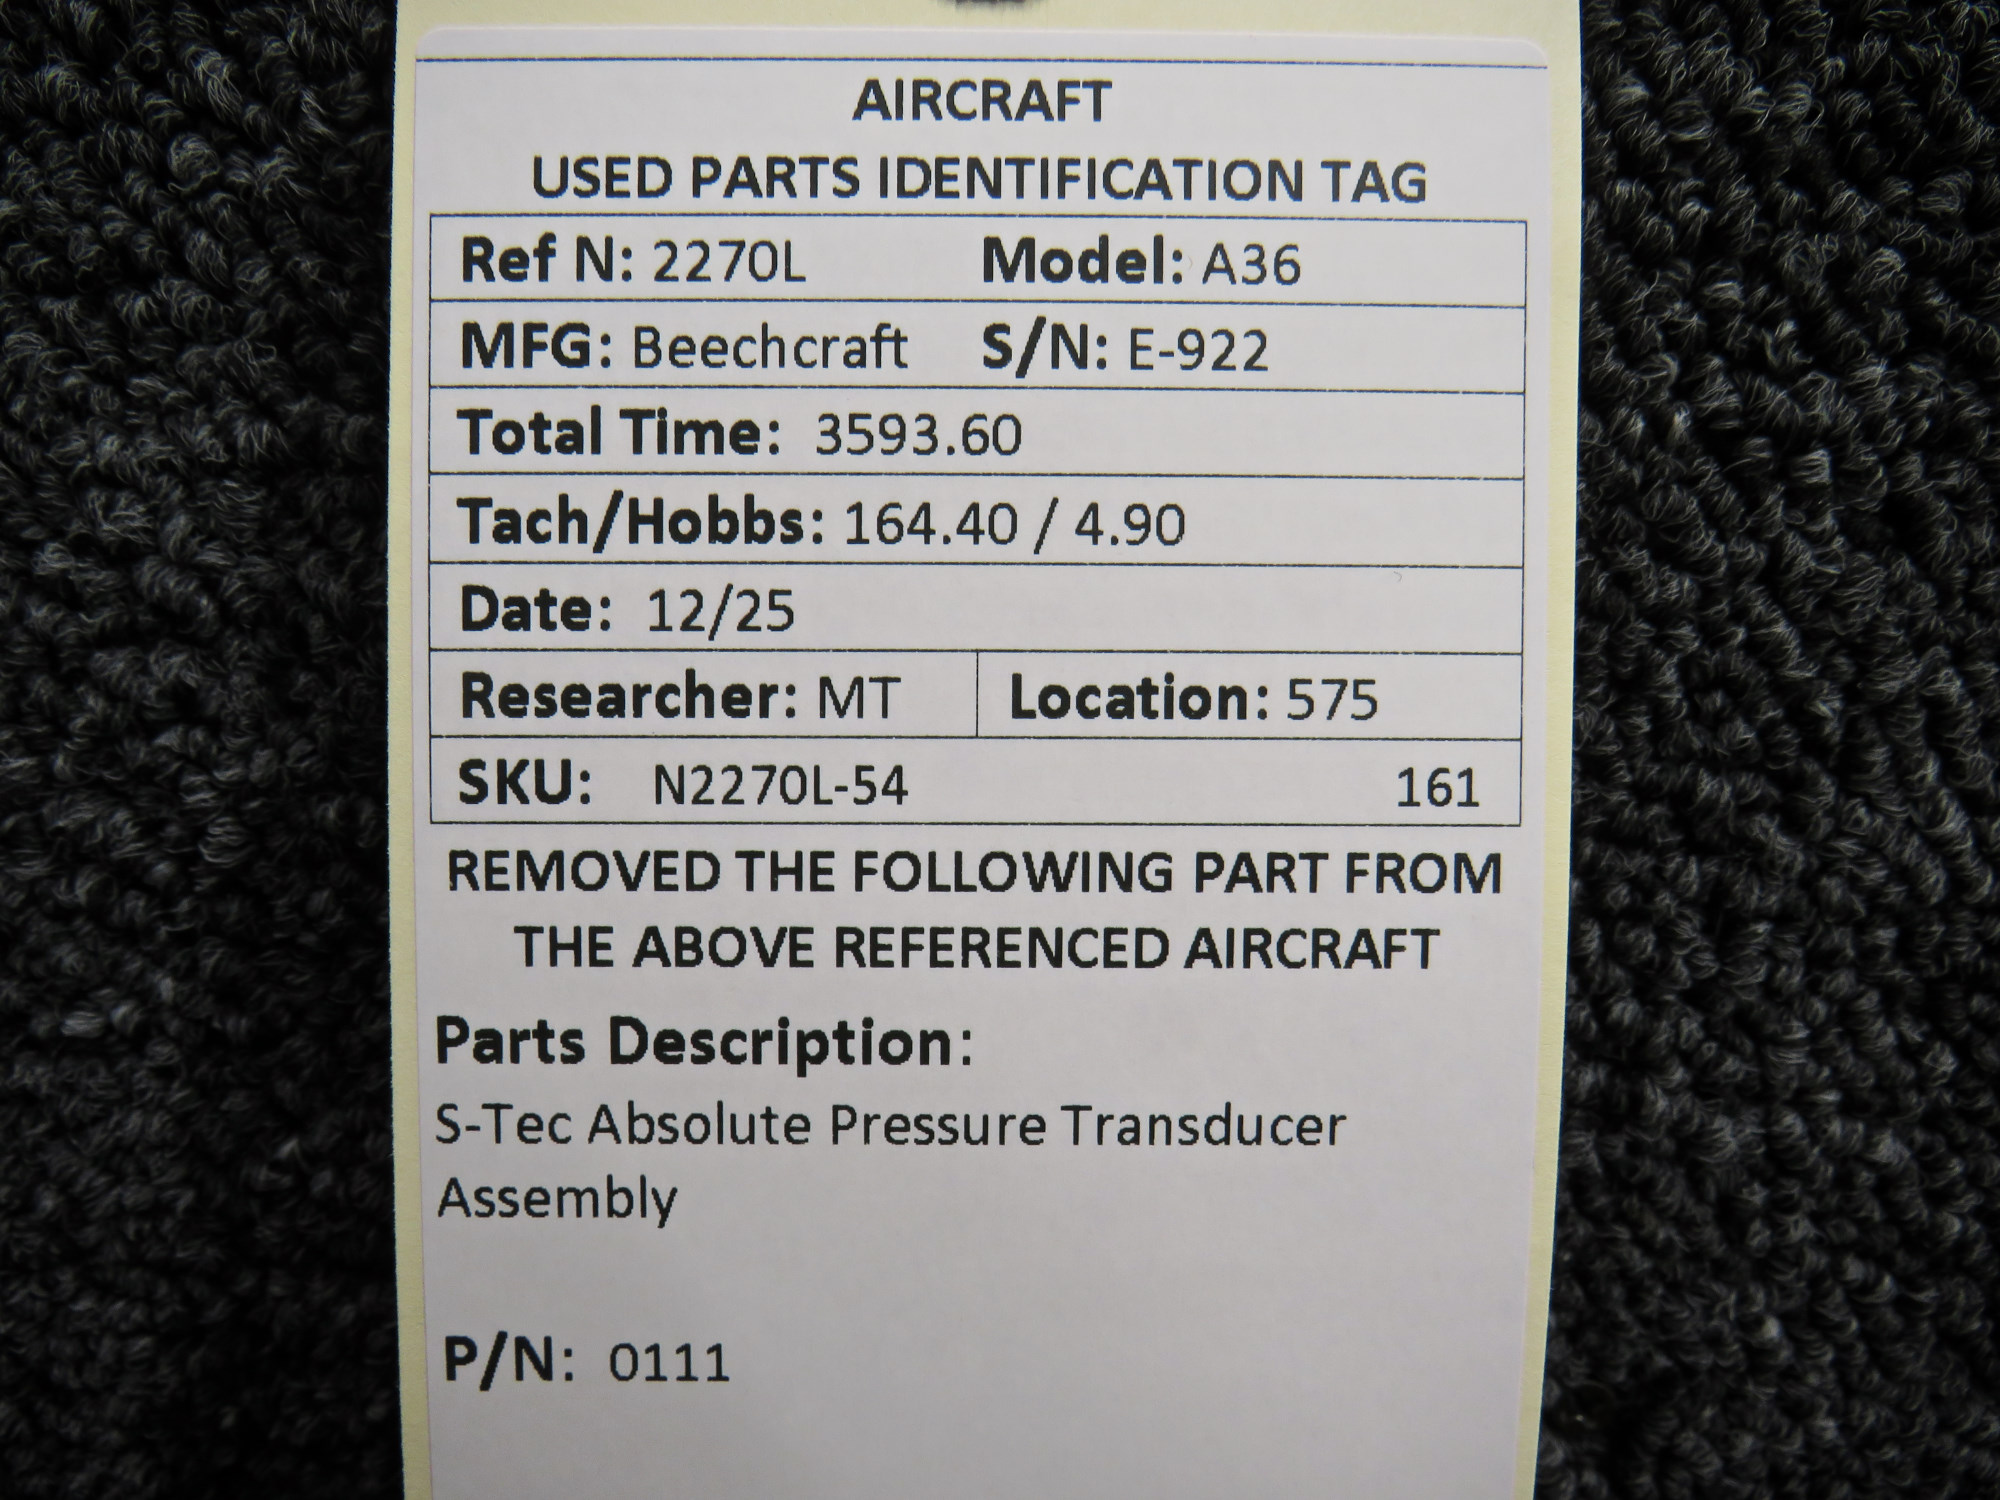 AIRCRAFT
USED PARTS IDENTIFICATION TAG
Ref N: 2270L Model: A36
MFG: Beechcraft S/N: E-922
Total Time: 3593.60
Tach/Hobbs: 164.40 / 4.90
Date: 12/25
Researcher: MT Location: 575
SKU: N2270L-54 161
REMOVED THE FOLLOWING PART FROM
THE ABOVE REFERENCED AIRCRAFT
Parts Description:
S-Tec Absolute Pressure Transducer
Assembly
P/N: 0111